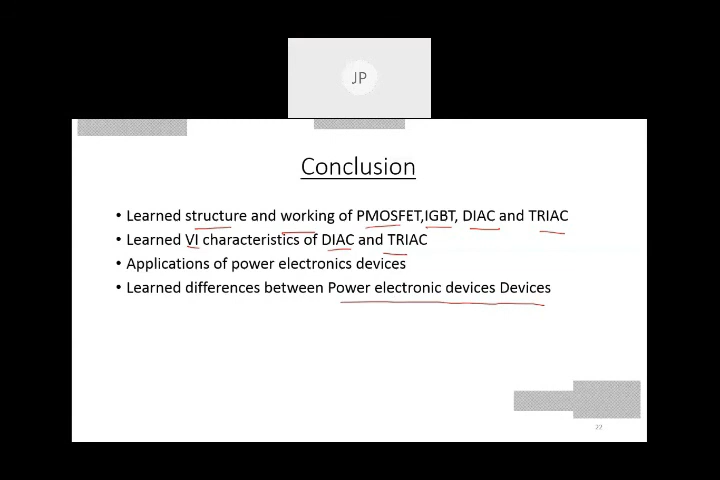 JP
Conclusion
• Learned structure and working of PMOSFET,IGBT, DIAC and TRIAC
• Learned VI characteristics of DIAC and TRIAC
• Applications of power electronics devices
• Learned differences between Power electronic devices Devices
22